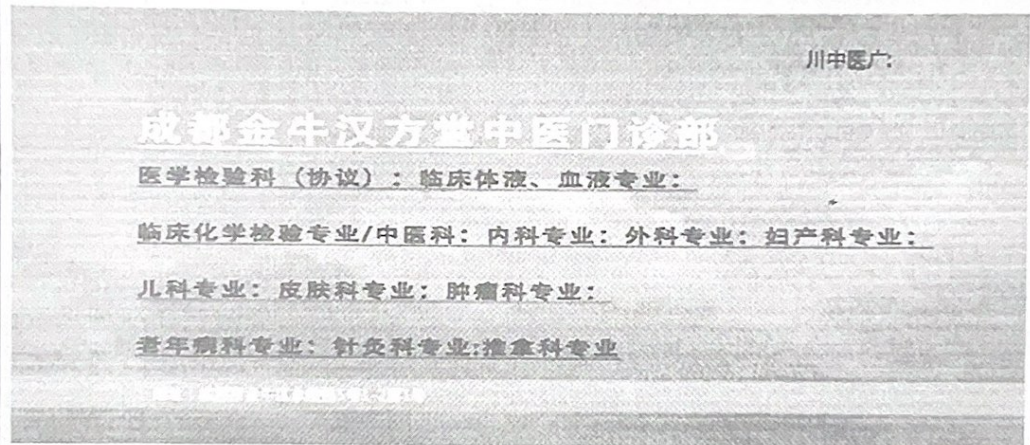 川中医广:
成都金牛汉方堂中医门诊部
医学检验科（协议）：临床体液、血液专业；
临床化学检验专业/中医科：内科专业；外科专业；妇产科专业；
儿科专业；皮肤科专业；肿瘤科专业；
老年病科专业；针灸科专业;推拿科专业